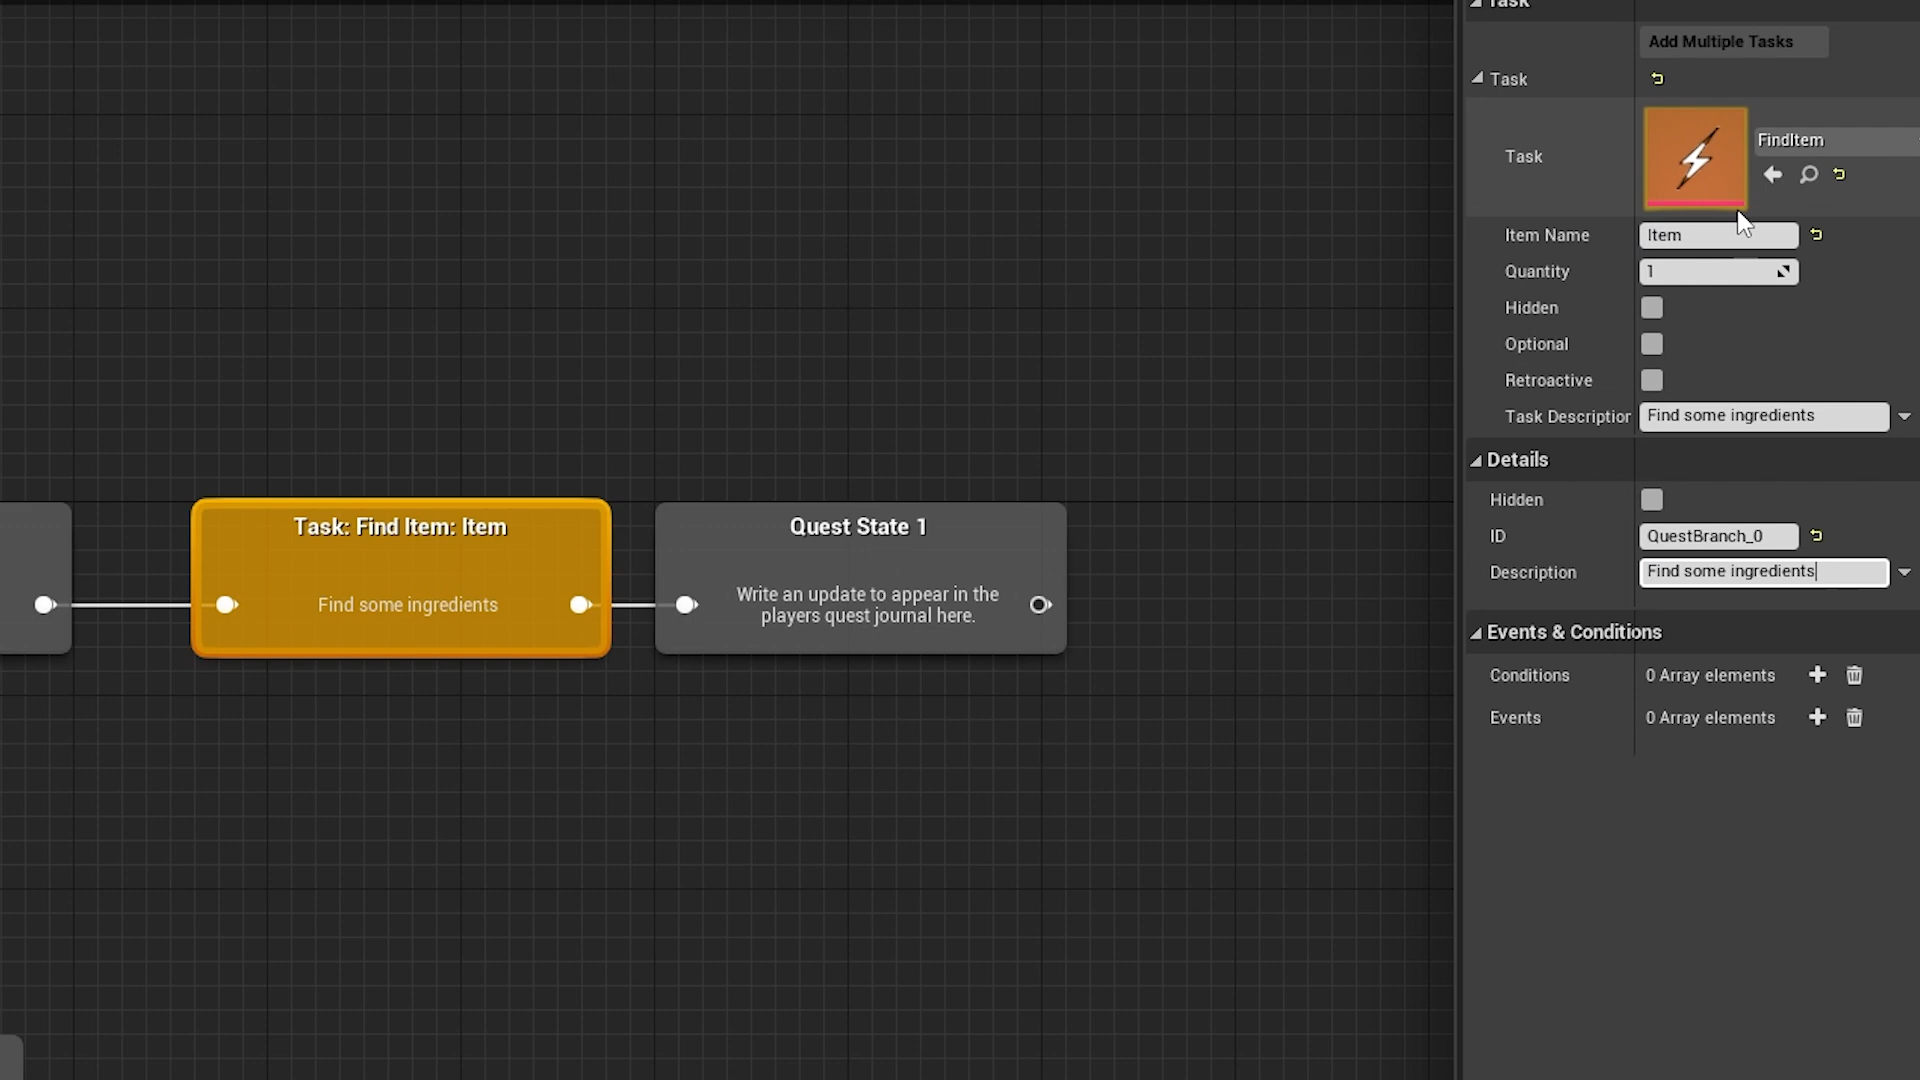 Task
Add Multiple Tasks
Task
Task
FindItem
Item Name
Item
Quantity
1
Hidden
Optional
Retroactive
Task Description
Find some ingredients
Details
Hidden
ID
QuestBranch_0
Description
Find some ingredients
Events & Conditions
Conditions
0 Array elements
Events
0 Array elements
Task: Find Item: Item
Find some ingredients
Quest State 1
Write an update to appear in the
players quest journal here.